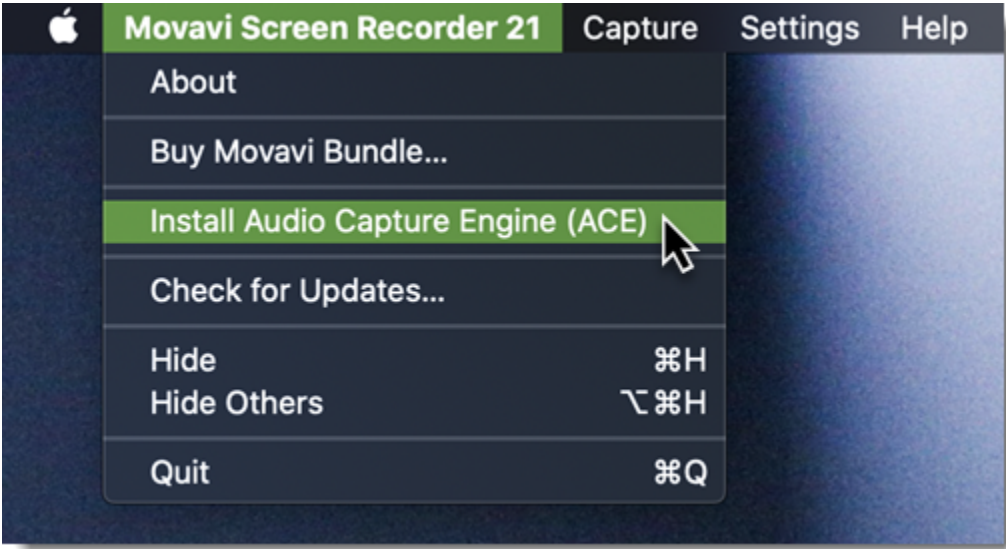 Movavi Screen Recorder 21 Capture Settings Help
About
Buy Movavi Bundle...
Install Audio Capture Engine (ACE)
Check for Updates...
Hide ⌘H
Hide Others ⌥⌘H
Quit ⌘Q